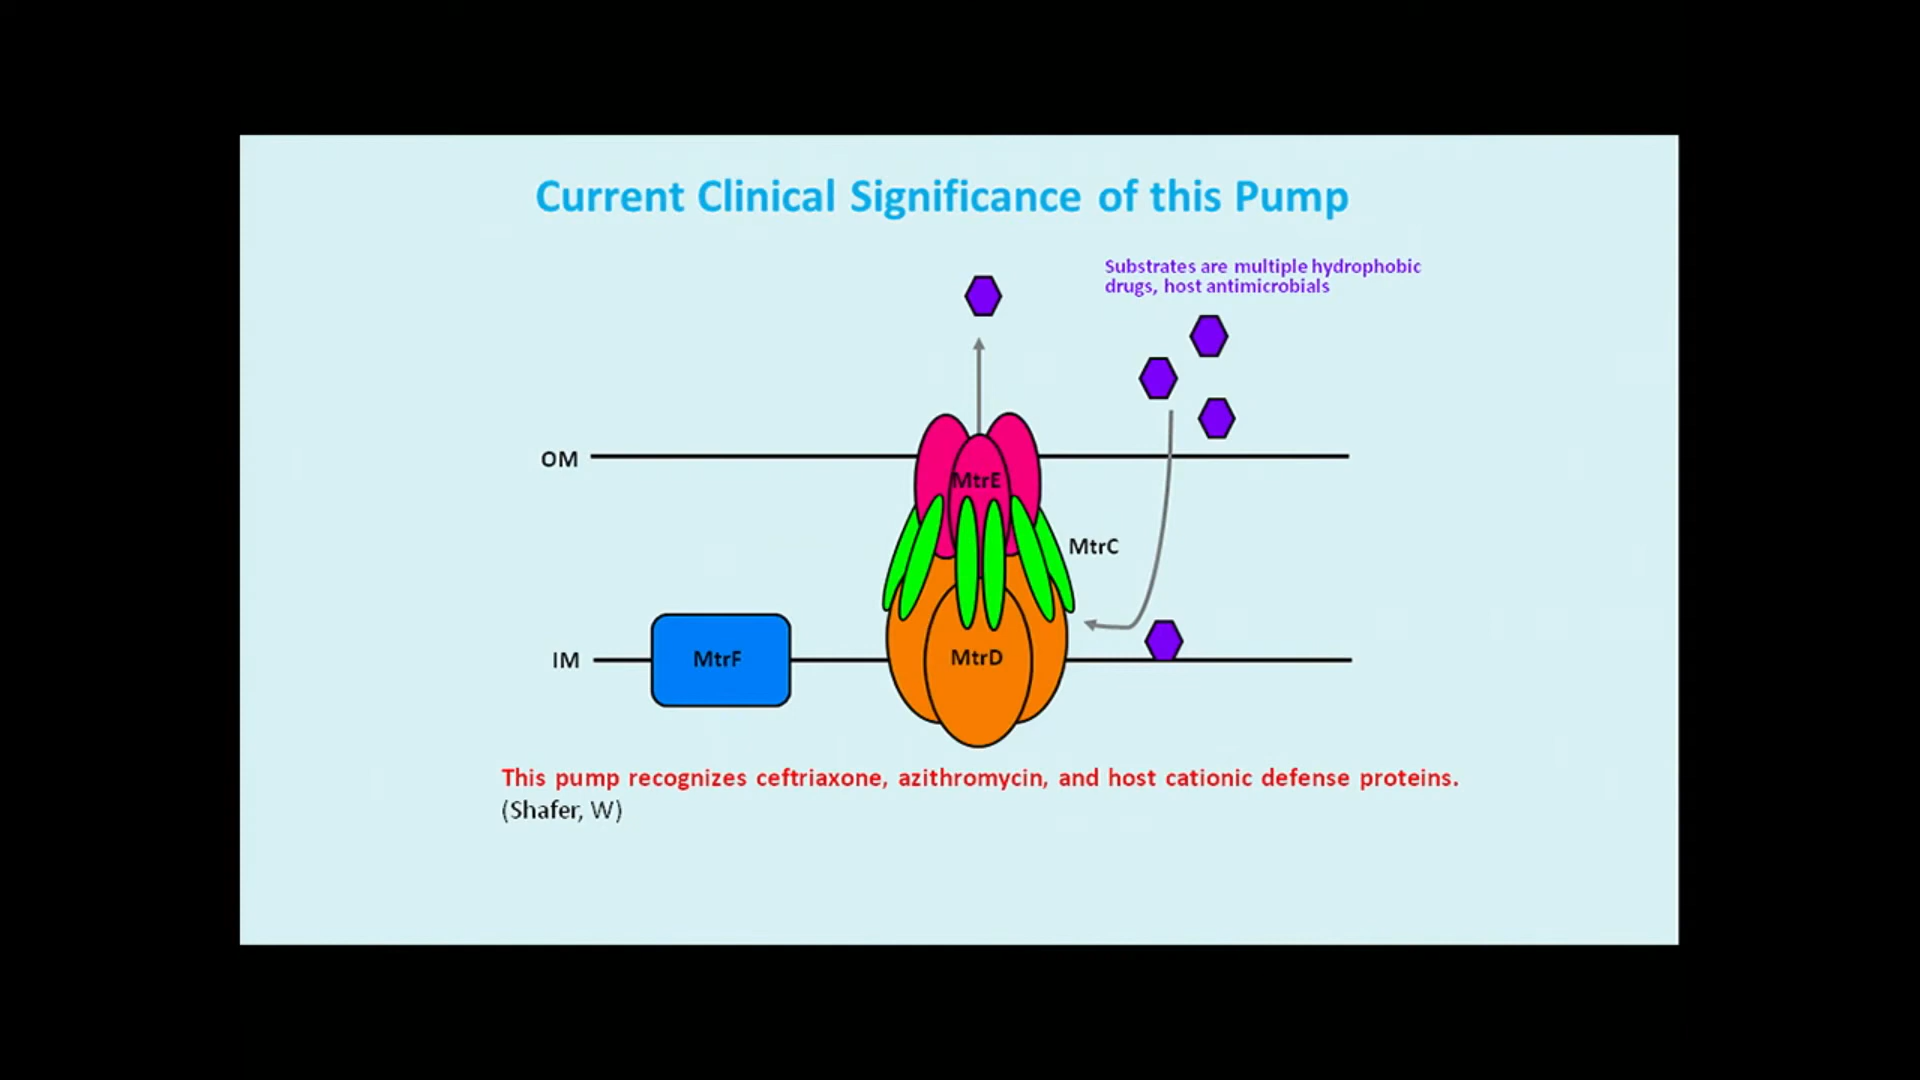 Current Clinical Significance of this Pump
Substrates are multiple hydrophobic
drugs, host antimicrobials
OM
MtrE
MtrC
IM
MtrF
MtrD
This pump recognizes ceftriaxone, azithromycin, and host cationic defense proteins.
(Shafer, W)